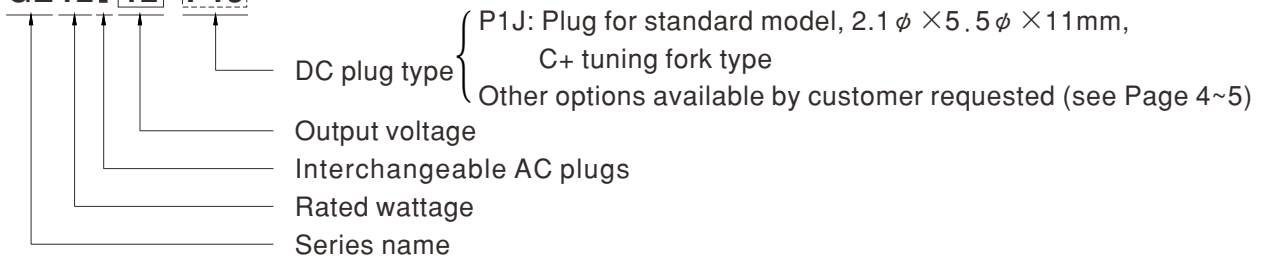 P1J: Plug for standard model, 2.1φ×5.5φ×11mm,
C+ tuning fork type
DC plug type
Other options available by customer requested (see Page 4~5)
Output voltage
Interchangeable AC plugs
Rated wattage
Series name